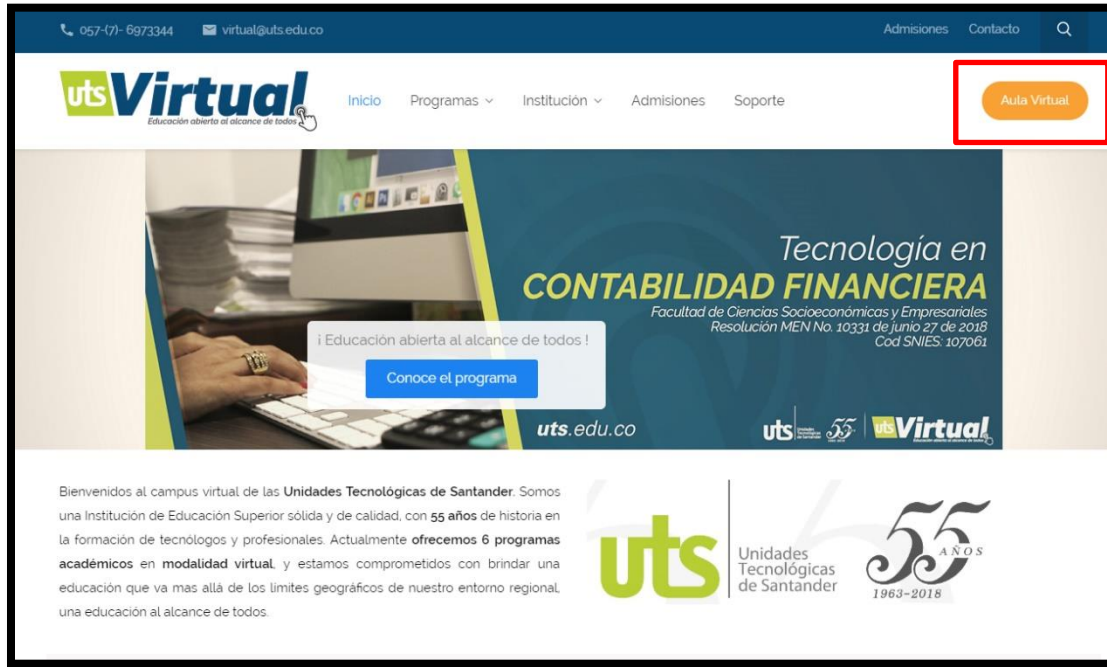 057-(7)- 6973344 virtual@uts.edu.co Admisiones Contacto
uts Virtual
Educación abierta al alcance de todos
Inicio Programas Institución Admisiones Soporte
Aula Virtual
Tecnología en
CONTABILIDAD FINANCIERA
Facultad de Ciencias Socioeconómicas y Empresariales
Resolución MEN No. 10331 de junio 27 de 2018
Cod SNIES: 107061
¡ Educación abierta al alcance de todos !
Conoce el programa
uts.edu.co
uts 55 uts Virtual
Bienvenidos al campus virtual de las Unidades Tecnológicas de Santander. Somos
una Institución de Educación Superior sólida y de calidad, con 55 años de historia en
la formación de tecnólogos y profesionales. Actualmente ofrecemos 6 programas
académicos en modalidad virtual, y estamos comprometidos con brindar una
educación que va mas allá de los límites geográficos de nuestro entorno regional,
una educación al alcance de todos.
uts
Unidades
Tecnológicas
de Santander
55
AÑOS
1963-2018